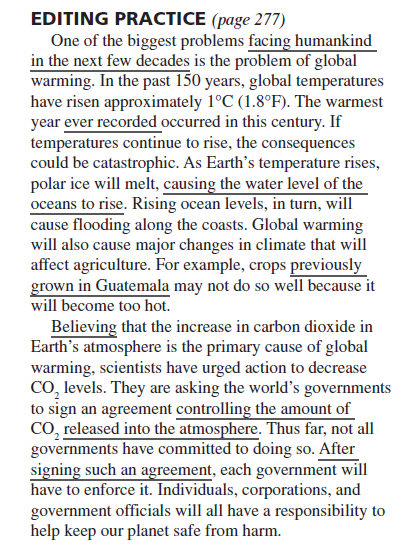 EDITING PRACTICE (page 277)
One of the biggest problems facing humankind
in the next few decades is the problem of global
warming. In the past 150 years, global temperatures
have risen approximately 1°C (1.8°F). The warmest
year ever recorded occurred in this century. If
temperatures continue to rise, the consequences
could be catastrophic. As Earth's temperature rises,
polar ice will melt, causing the water level of the
oceans to rise. Rising ocean levels, in turn, will
cause flooding along the coasts. Global warming
will also cause major changes in climate that will
affect agriculture. For example, crops previously
grown in Guatemala may not do so well because it
will become too hot.
Believing that the increase in carbon dioxide in
Earth's atmosphere is the primary cause of global
warming, scientists have urged action to decrease
CO₂ levels. They are asking the world's governments
to sign an agreement controlling the amount of
CO₂ released into the atmosphere. Thus far, not all
governments have committed to doing so. After
signing such an agreement, each government will
have to enforce it. Individuals, corporations, and
government officials will all have a responsibility to
help keep our planet safe from harm.